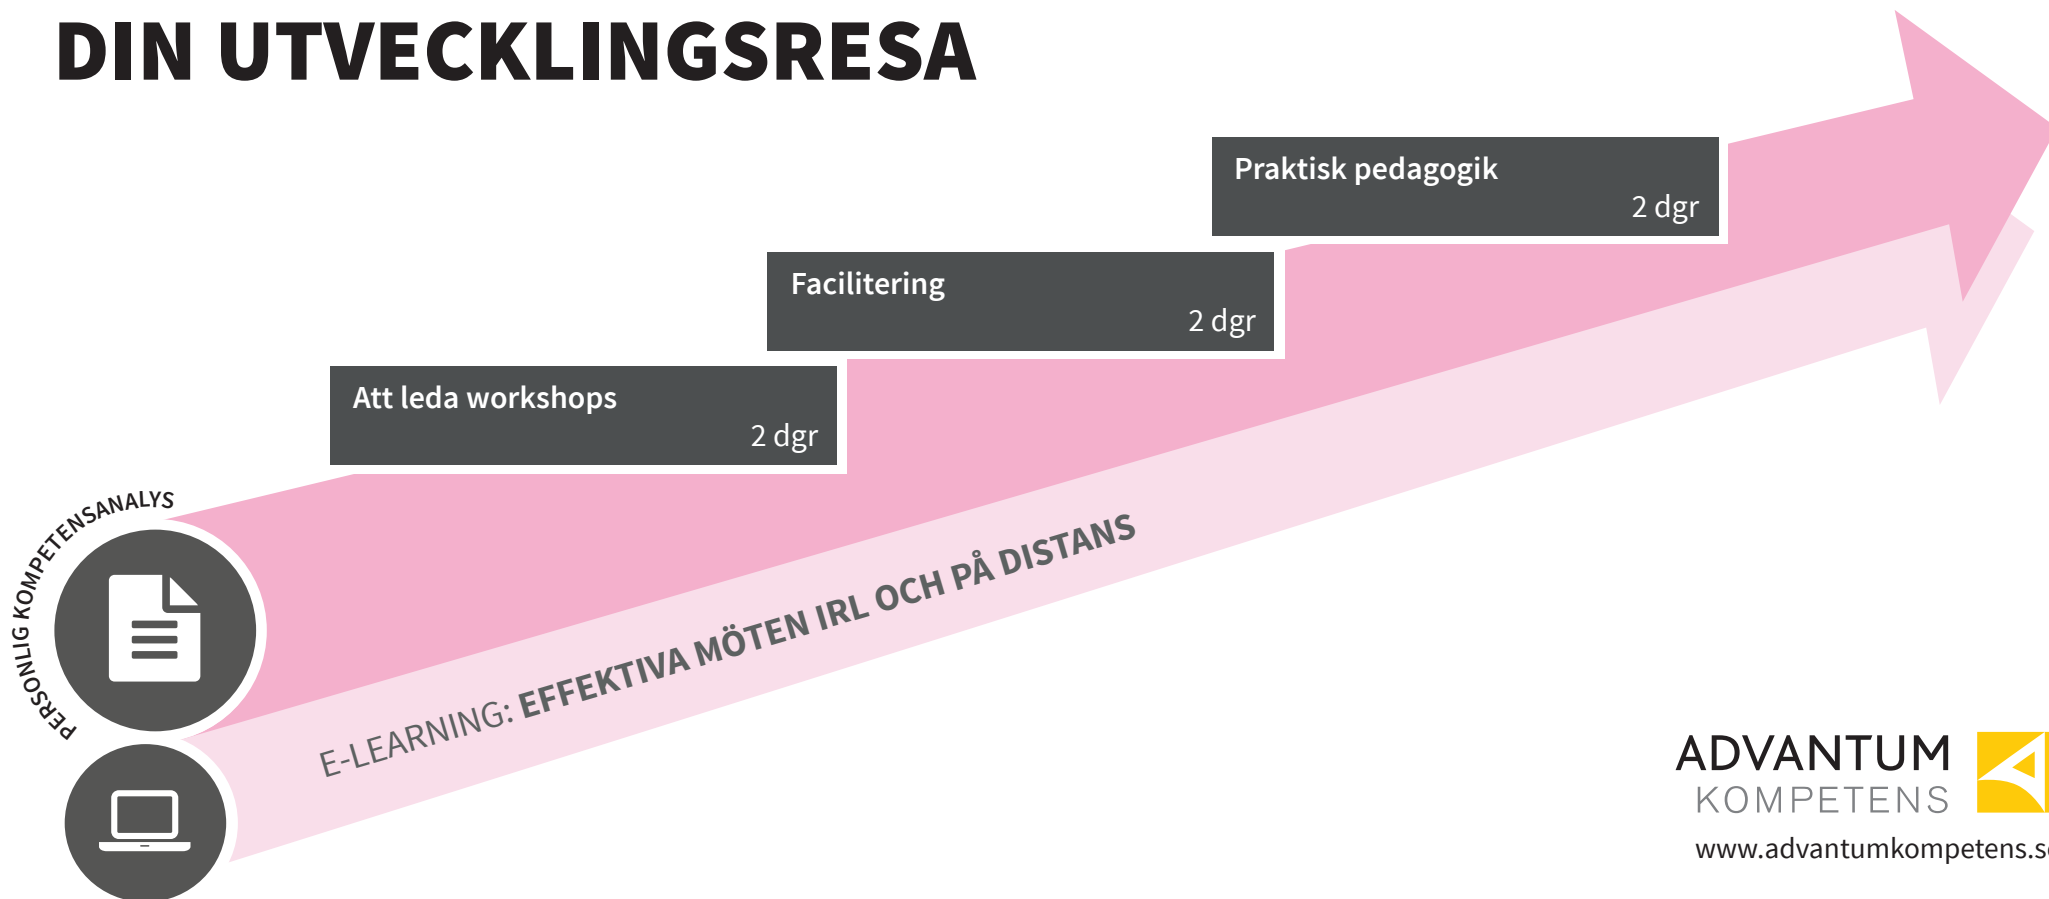 DIN UTVECKLINGSRESA
Praktisk pedagogik
2 dgr
Facilitering
2 dgr
Att leda workshops
2 dgr
PERSONLIG KOMPETENSANALYS
E-LEARNING: EFFEKTIVA MÖTEN IRL OCH PÅ DISTANS
ADVANTUM
KOMPETENS
www.advantumkompetens.se